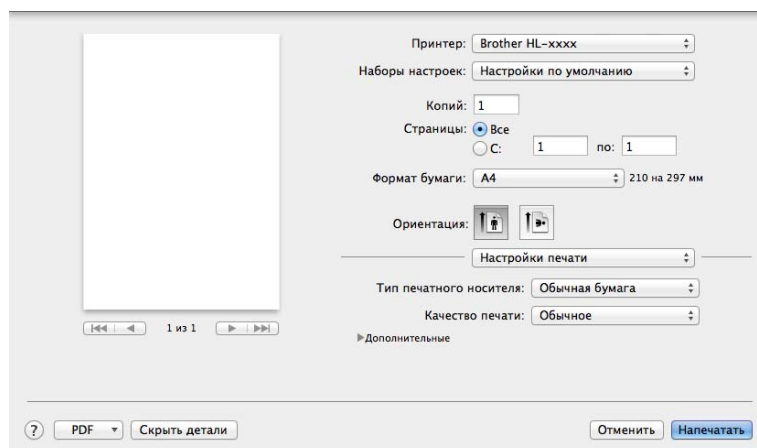 Принтер: Brother HL-xxxx
Наборы настроек: Настройки по умолчанию
Копий: 1
Страницы: Все
С: 1 по: 1
Формат бумаги: A4 210 на 297 мм
Ориентация:
Настройки печати
Тип печатного носителя: Обычная бумага
Качество печати: Обычное
1 из 1
Дополнительные
? PDF Скрыть детали Отменить Напечатать